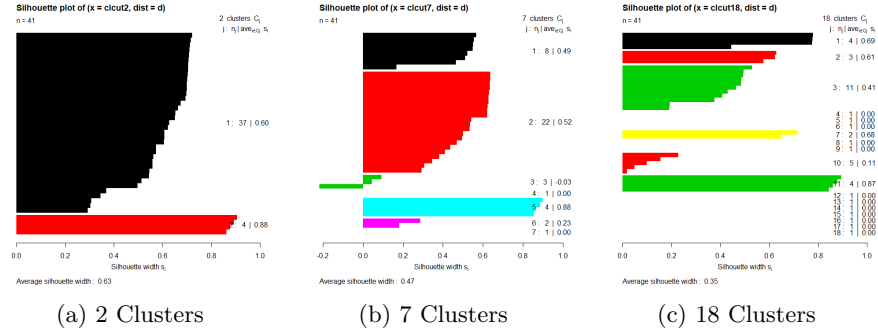 Silhouette plot of (x = clcut2, dist = d)
n = 41
2 clusters Cj
j : nj | avei∈Cj si
1 : 37 | 0.60
4 | 0.88
0.0 0.2 0.4 0.6 0.8 1.0
Silhouette width si
Average silhouette width : 0.63
(a) 2 Clusters
Silhouette plot of (x = clcut7, dist = d)
n = 41
7 clusters Cj
j : nj | avei∈Cj si
1 : 8 | 0.49
2 : 22 | 0.52
3 : 3 | -0.03
4 : 1 | 0.00
5 : 4 | 0.88
6 : 2 | 0.23
7 : 1 | 0.00
-0.2 0.0 0.2 0.4 0.6 0.8 1.0
Silhouette width si
Average silhouette width : 0.47
(b) 7 Clusters
Silhouette plot of (x = clcut18, dist = d)
n = 41
18 clusters Cj
j : nj | avei∈Cj si
1 : 4 | 0.69
2 : 3 | 0.61
3 : 11 | 0.41
4 : 1 | 0.00
5 : 1 | 0.00
6 : 1 | 0.00
7 : 2 | 0.68
8 : 1 | 0.00
9 : 1 | 0.00
10 : 5 | 0.11
11 : 4 | 0.87
12 : 1 | 0.00
13 : 1 | 0.00
14 : 1 | 0.00
15 : 1 | 0.00
16 : 1 | 0.00
17 : 1 | 0.00
18 : 1 | 0.00
0.0 0.2 0.4 0.6 0.8 1.0
Silhouette width si
Average silhouette width : 0.35
(c) 18 Clusters